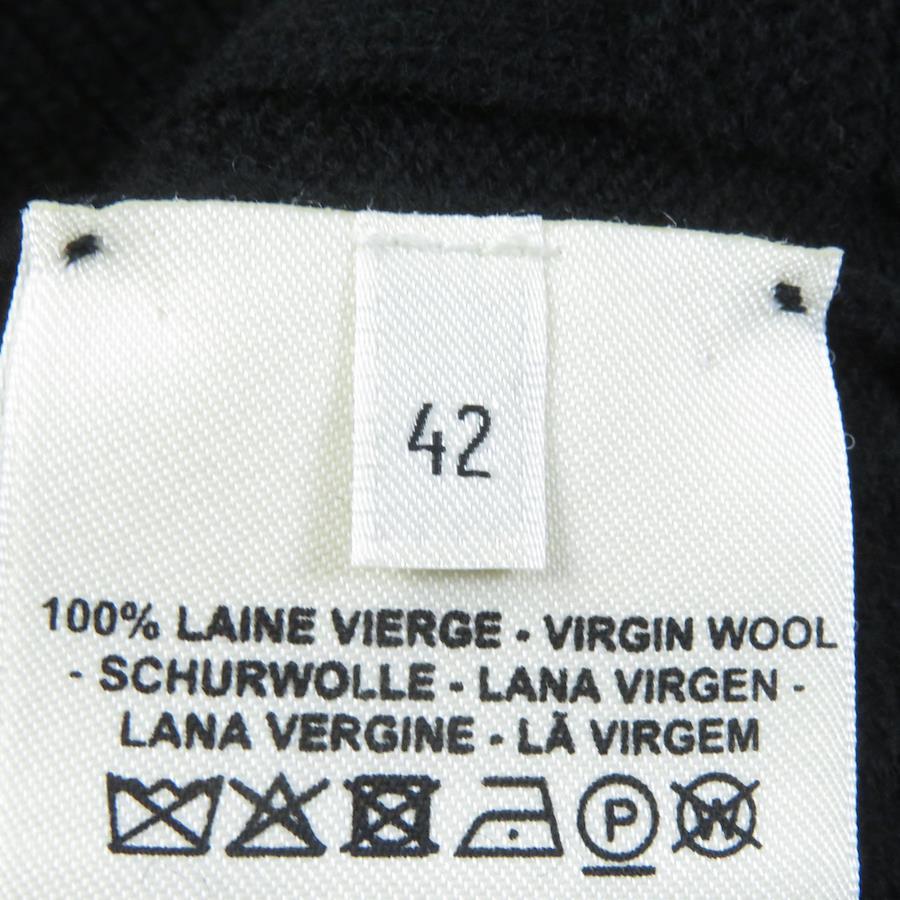 42
100% LAINE VIERGE - VIRGIN WOOL
- SCHURWOLLE - LANA VIRGEN -
LANA VERGINE - LÃ VIRGEM
P W